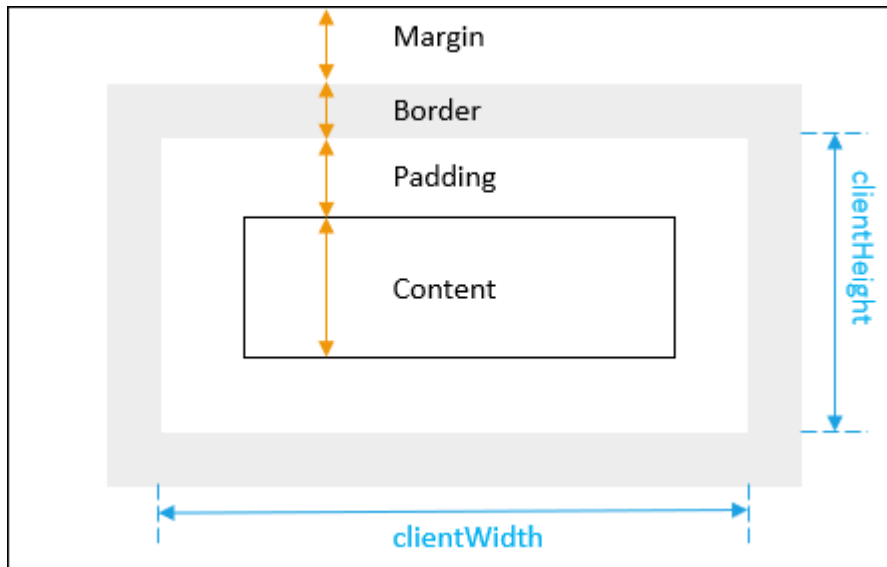 Margin
Border
Padding
Content
clientHeight
clientWidth